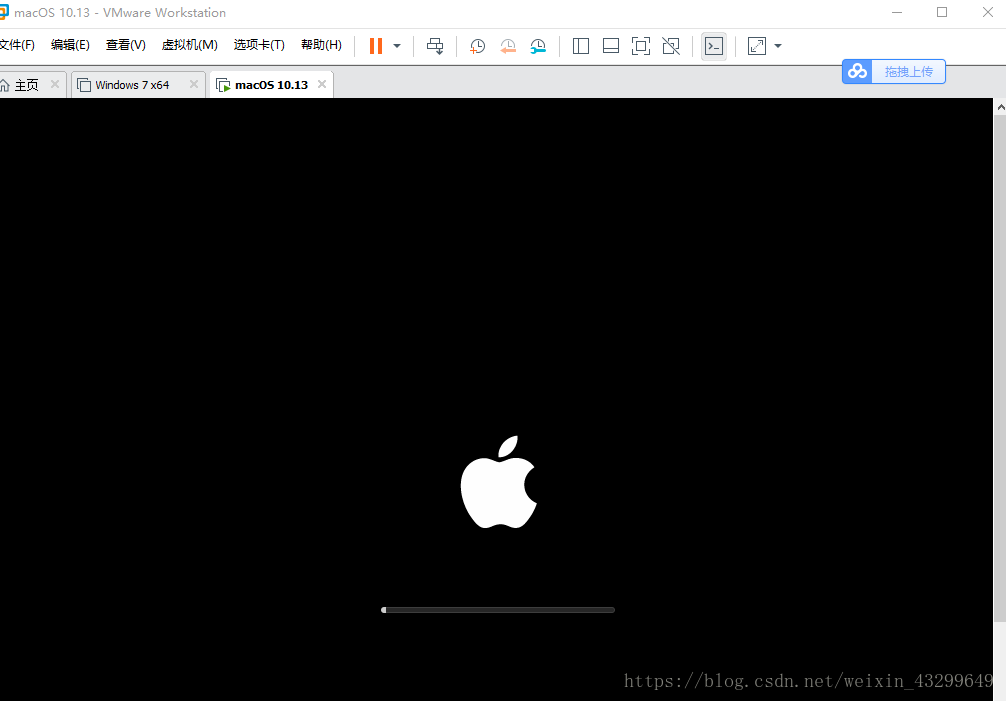 macOS 10.13 - VMware Workstation
文件(F) 编辑(E) 查看(V) 虚拟机(M) 选项卡(T) 帮助(H)
主页 Windows 7 x64 macOS 10.13 拖拽上传
https://blog.csdn.net/weixin_43299649